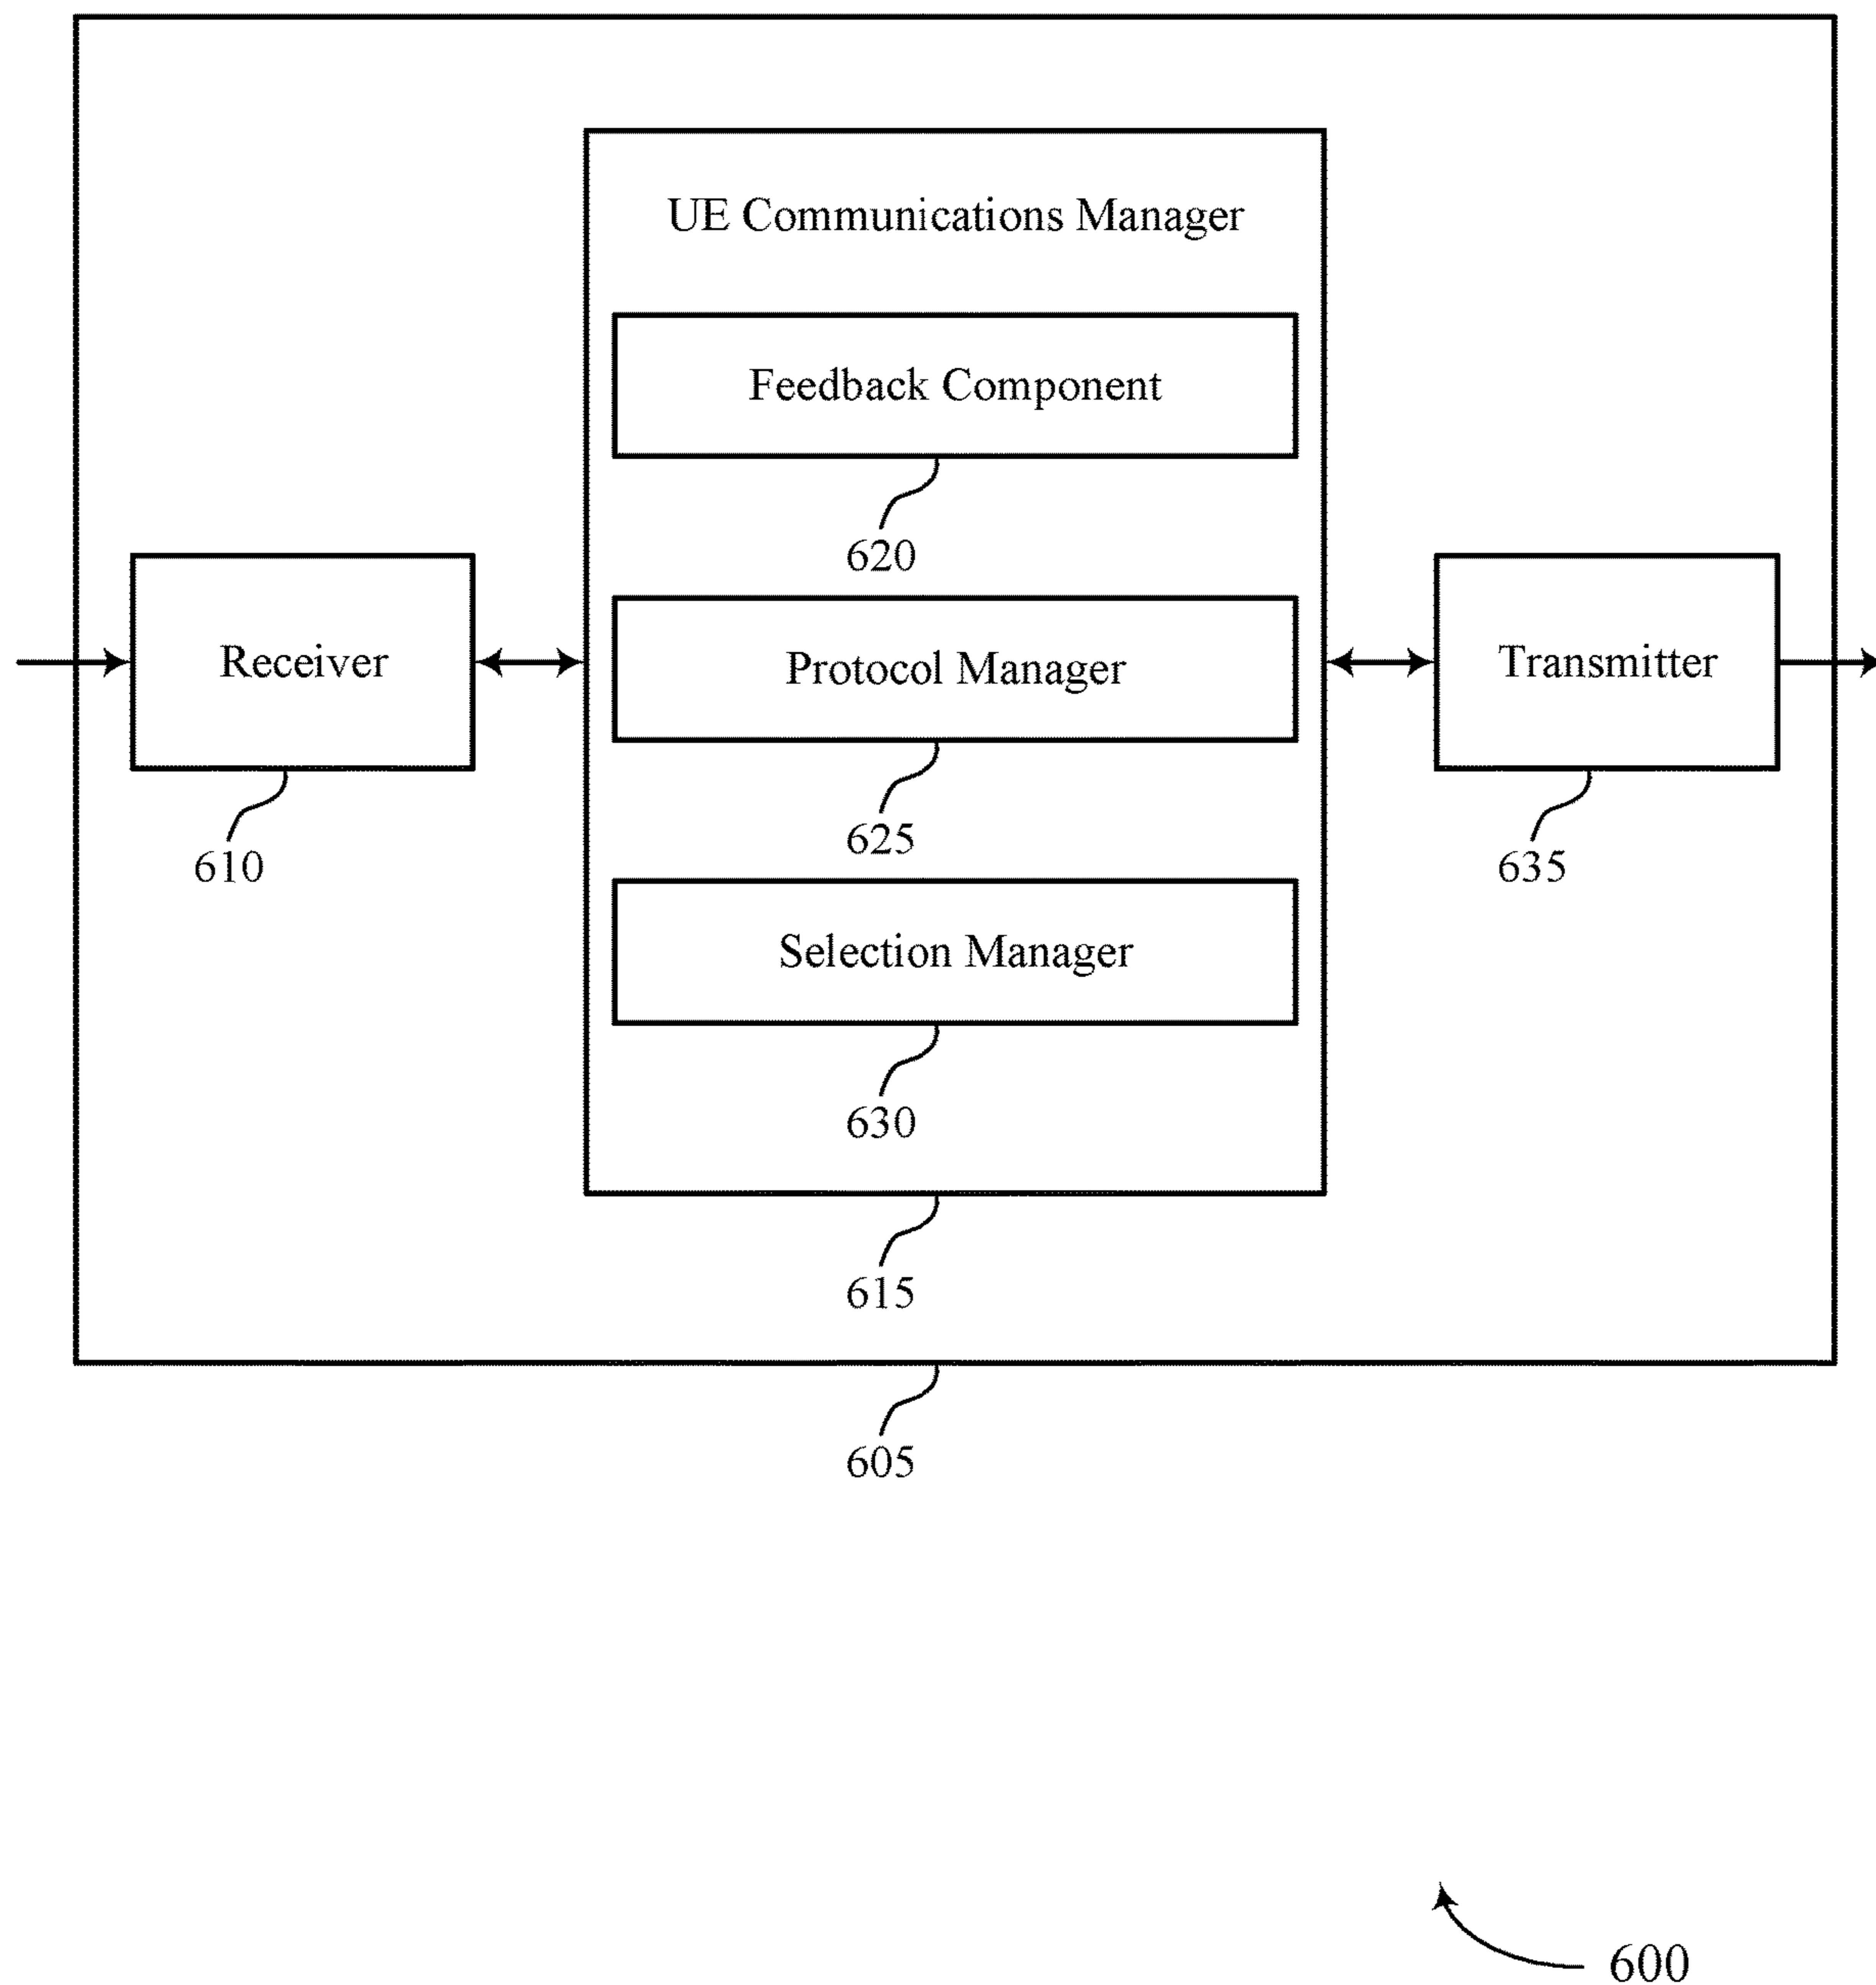 UE Communications Manager
Feedback Component
620
Receiver
Protocol Manager
Transmitter
610
625
635
Selection Manager
630
615
605
600